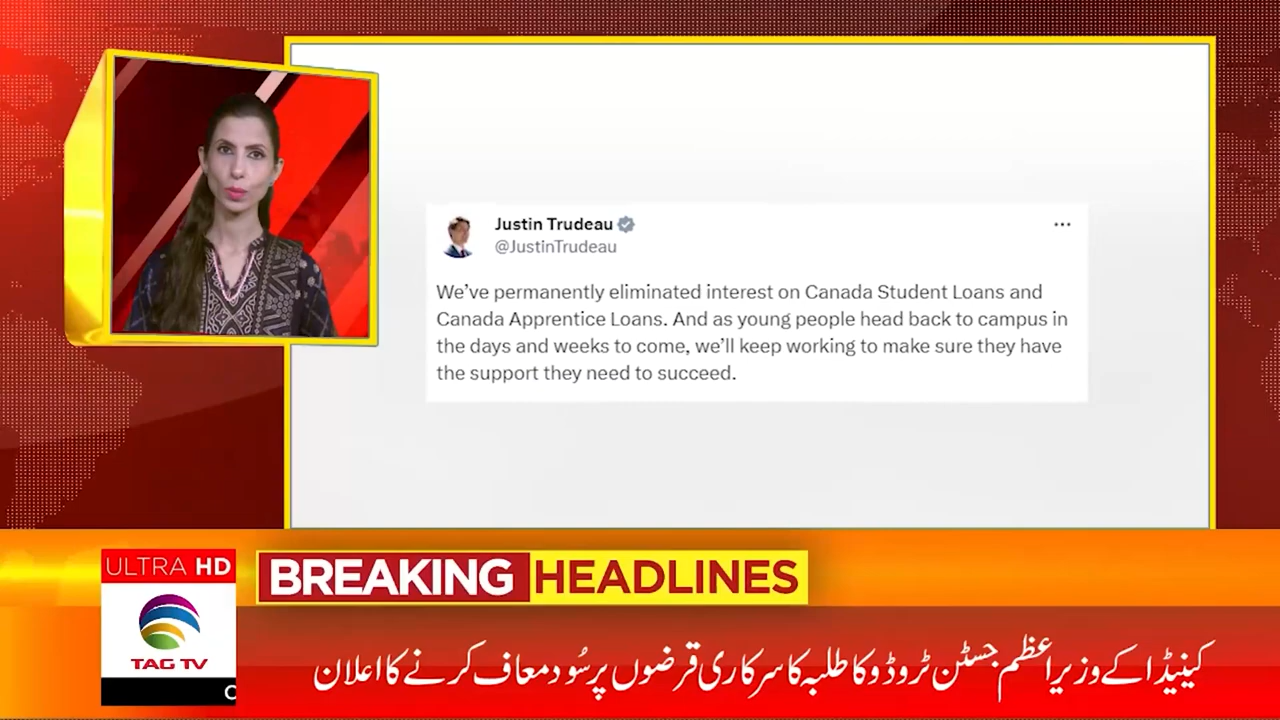 Justin Trudeau
@JustinTrudeau
We've permanently eliminated interest on Canada Student Loans and
Canada Apprentice Loans. And as young people head back to campus in
the days and weeks to come, we'll keep working to make sure they have
the support they need to succeed.
ULTRA HD
BREAKING HEADLINES
TAG TV
کینیڈا کے وزیراعظم جسٹن ٹروڈو کا طلبہ کا سرکاری قرضوں پر سُود معاف کرنے کا اعلان